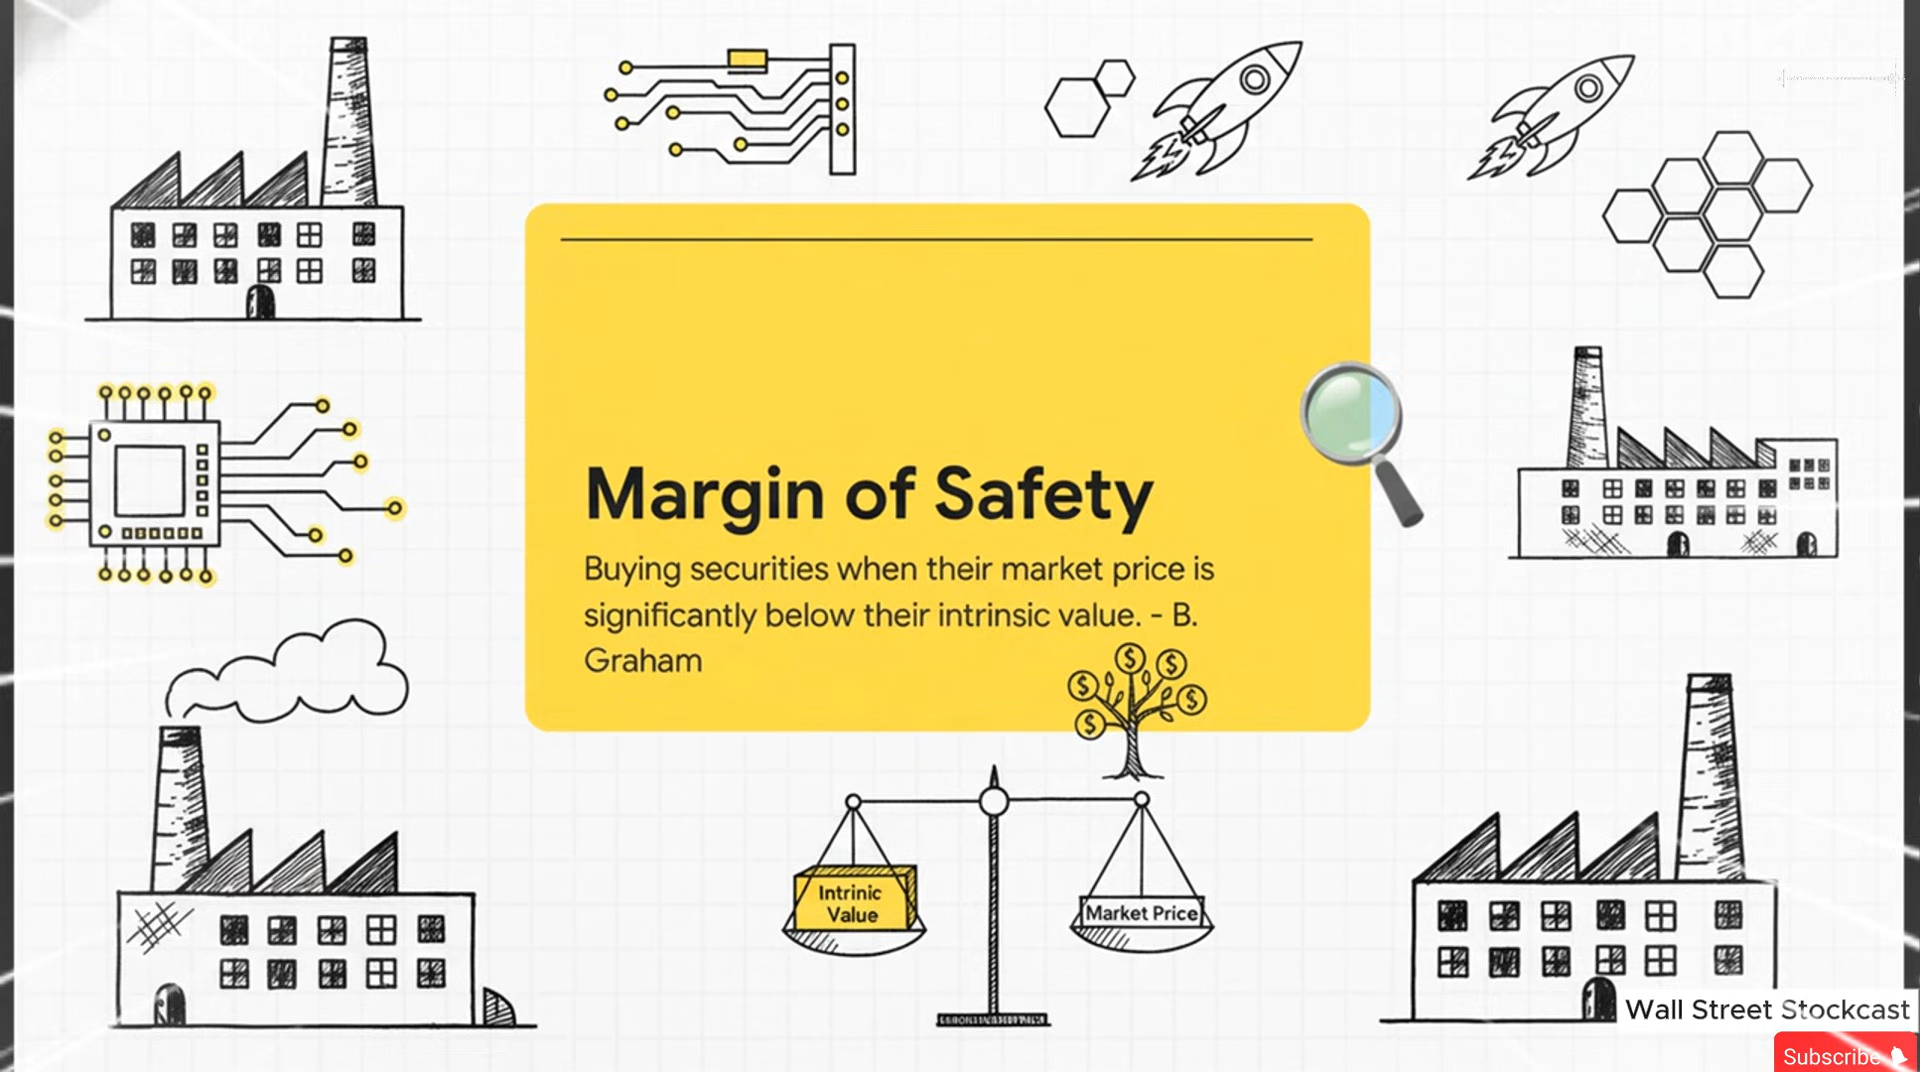 Margin of Safety
Buying securities when their market price is
significantly below their intrinsic value. - B.
Graham
$ $ $ $ $
Intrinic
Value
Market Price
Wall Street Stockcast
Subscribe